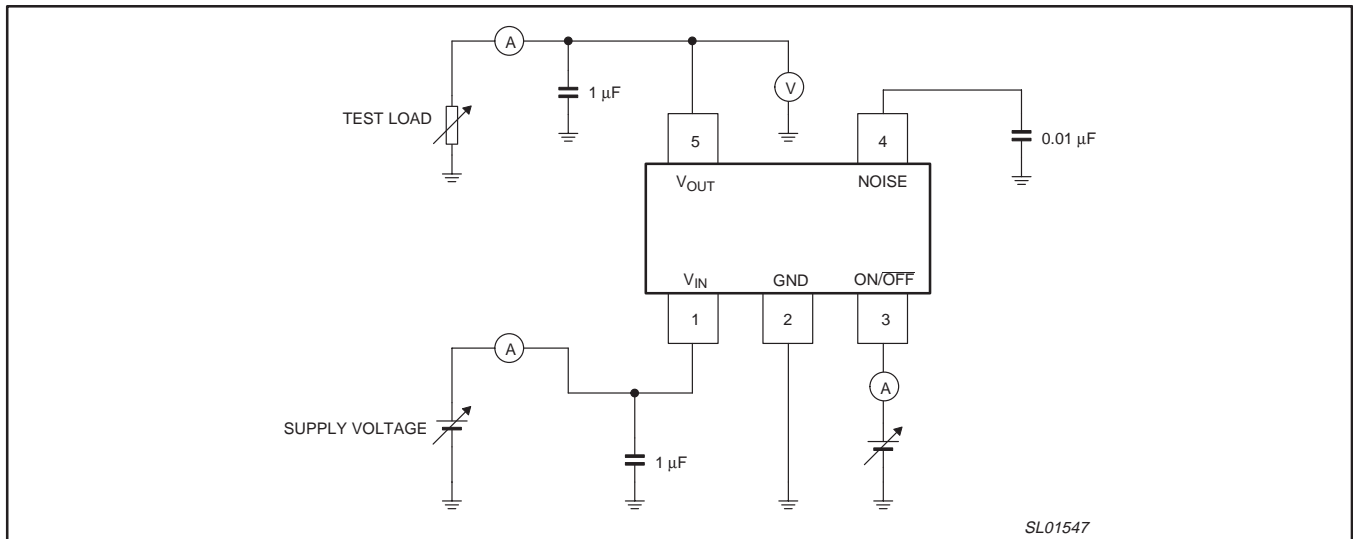 A
V
1 μF
TEST LOAD
5
4
0.01 μF
V_OUT
NOISE
V_IN
GND
ON/O̅F̅F̅
1
2
3
A
A
SUPPLY VOLTAGE
1 μF
SL01547